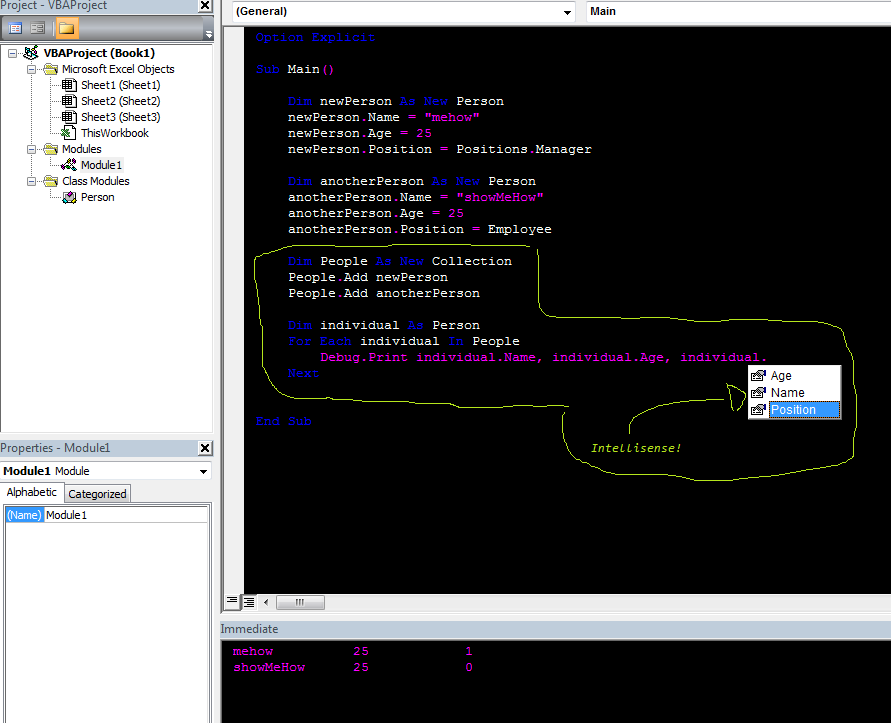 Project - VBAProject
(General)
Main
VBAProject (Book1)
Microsoft Excel Objects
Sheet1 (Sheet1)
Sheet2 (Sheet2)
Sheet3 (Sheet3)
ThisWorkbook
Modules
Module1
Class Modules
Person
Option Explicit
Sub Main()
Dim newPerson As New Person
newPerson.Name = "mehow"
newPerson.Age = 25
newPerson.Position = Positions.Manager
Dim anotherPerson As New Person
anotherPerson.Name = "showMeHow"
anotherPerson.Age = 25
anotherPerson.Position = Employee
Dim People As New Collection
People.Add newPerson
People.Add anotherPerson
Dim individual As Person
For Each individual In People
Debug.Print individual.Name, individual.Age, individual.
Next
Age
Name
Position
End Sub
Intellisense!
Properties - Module1
Module1 Module
Alphabetic Categorized
(Name) Module1
Immediate
mehow 25 1
showMeHow 25 0